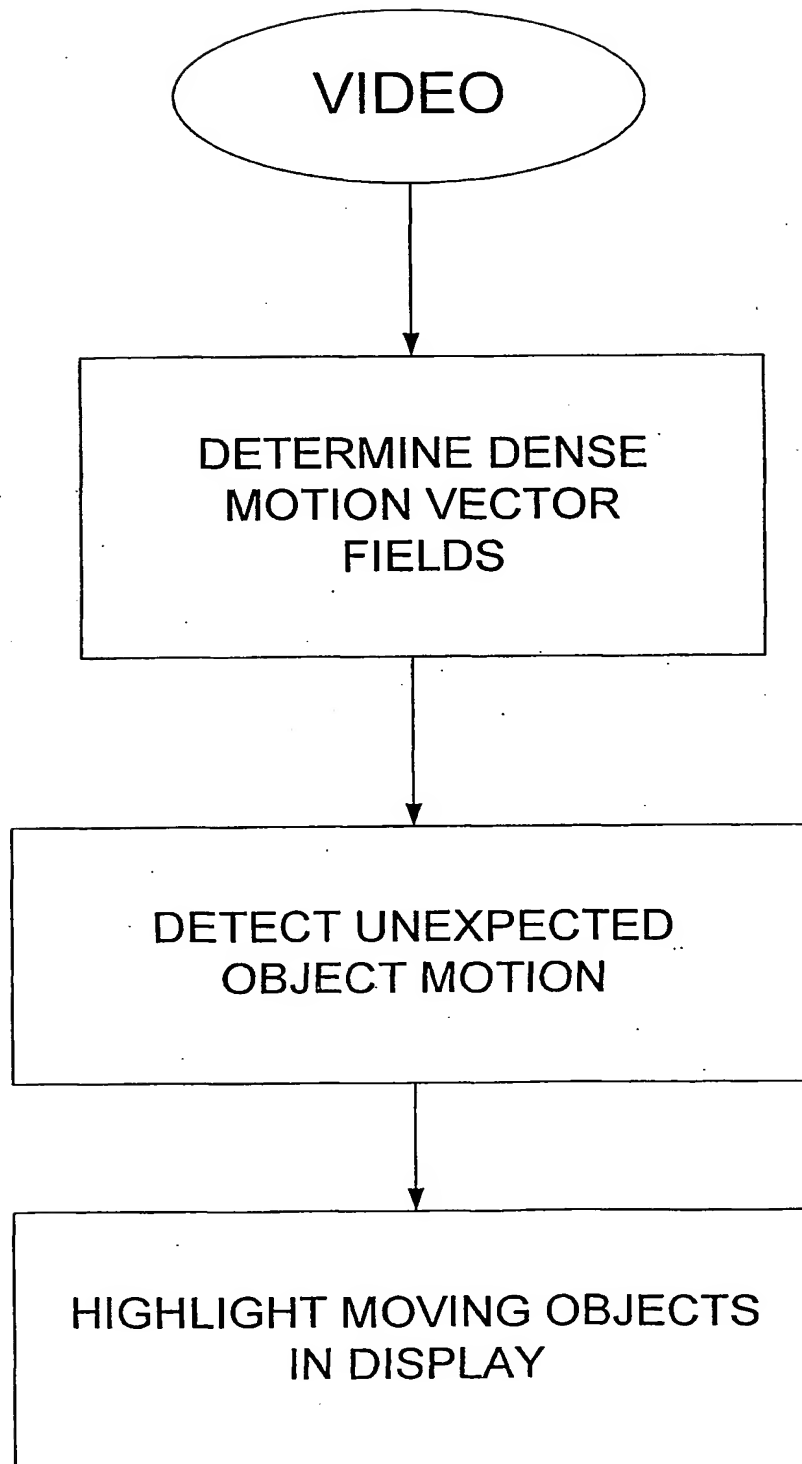 VIDEO
DETERMINE DENSE
MOTION VECTOR
FIELDS
DETECT UNEXPECTED
OBJECT MOTION
HIGHLIGHT MOVING OBJECTS
IN DISPLAY